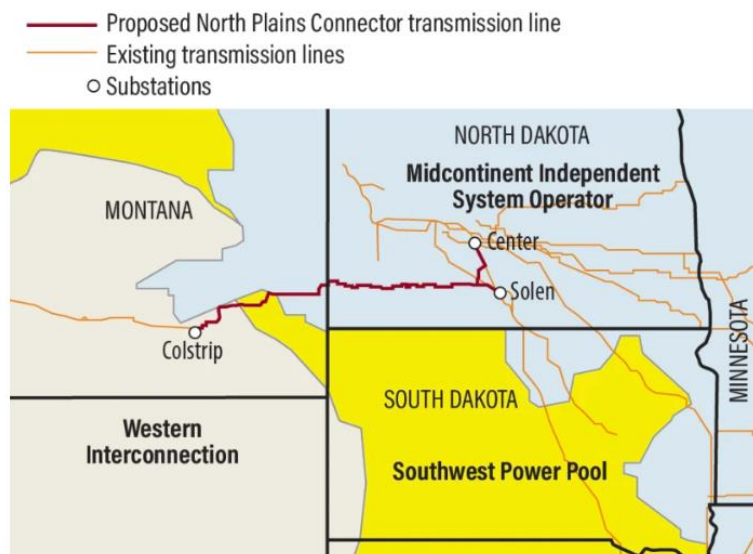 Proposed North Plains Connector transmission line
Existing transmission lines
Substations
NORTH DAKOTA
Midcontinent Independent
System Operator
MONTANA
Center
Solen
Colstrip
MINNESOTA
SOUTH DAKOTA
Western
Interconnection
Southwest Power Pool